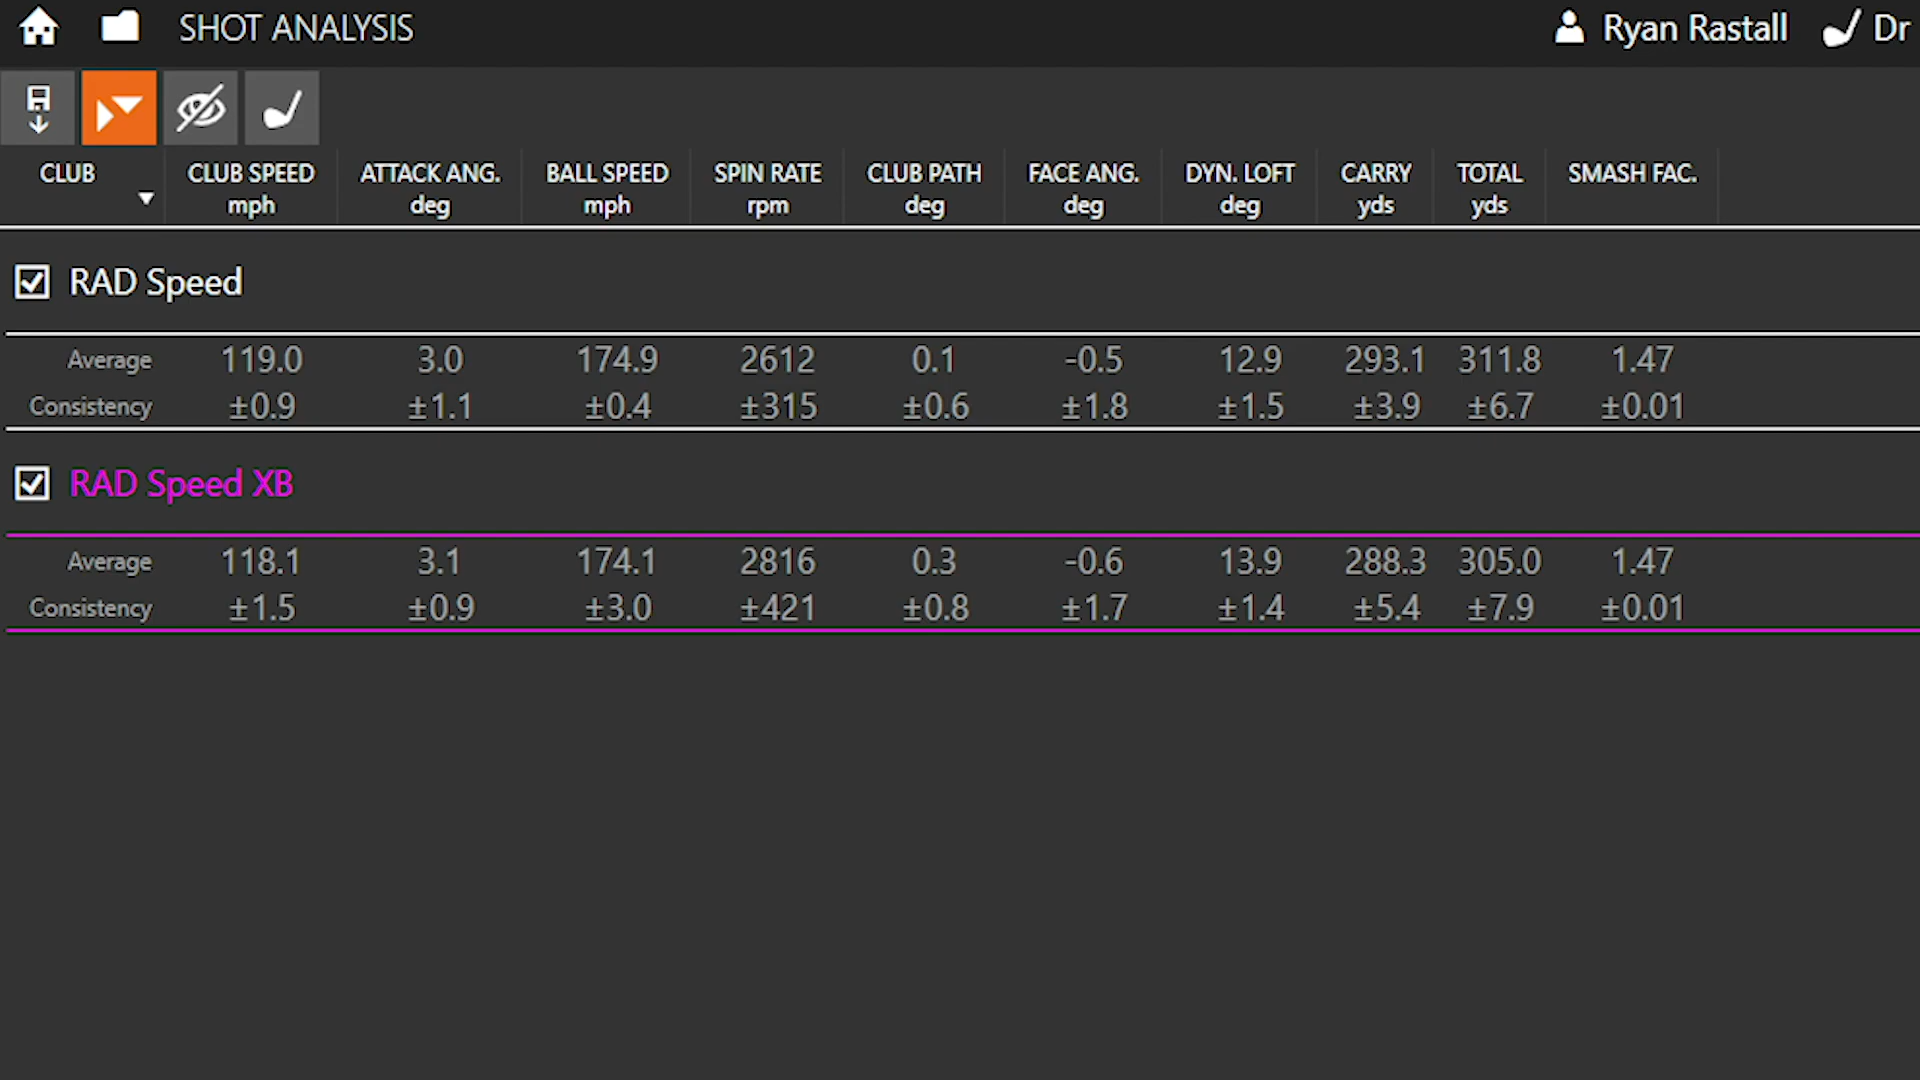 SHOT ANALYSIS Ryan Rastall Dr
CLUB CLUB SPEED ATTACK ANG. BALL SPEED SPIN RATE CLUB PATH FACE ANG. DYN. LOFT CARRY TOTAL SMASH FAC.
mph deg mph rpm deg deg deg yds yds
RAD Speed
Average 119.0 3.0 174.9 2612 0.1 -0.5 12.9 293.1 311.8 1.47
Consistency ±0.9 ±1.1 ±0.4 ±315 ±0.6 ±1.8 ±1.5 ±3.9 ±6.7 ±0.01
RAD Speed XB
Average 118.1 3.1 174.1 2816 0.3 -0.6 13.9 288.3 305.0 1.47
Consistency ±1.5 ±0.9 ±3.0 ±421 ±0.8 ±1.7 ±1.4 ±5.4 ±7.9 ±0.01